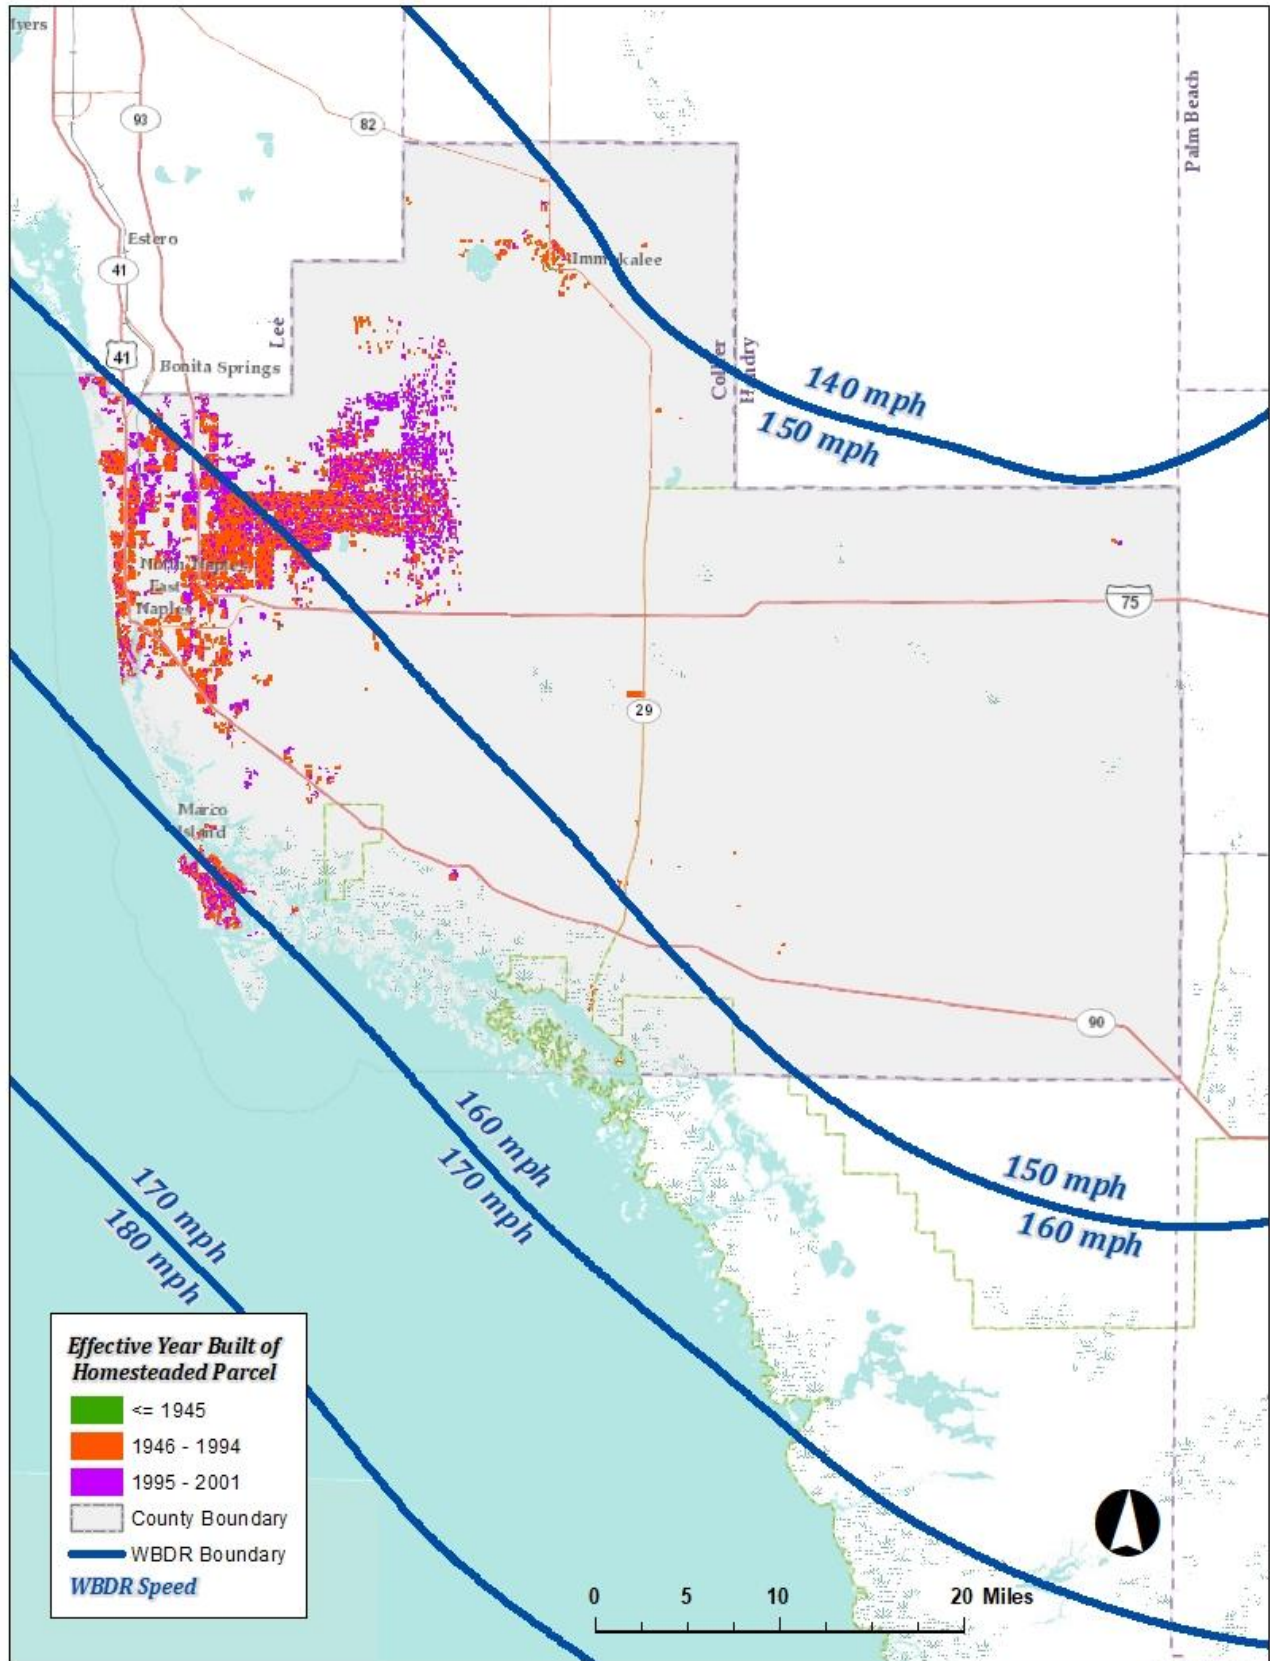 yers
93
82
Palm Beach
Estero
41
Immokalee
Lee
41
Bonita Springs
Collier
Hendry
140 mph
150 mph
North Naples
East
Naples
75
29
Marco
Island
90
160 mph
170 mph
150 mph
160 mph
170 mph
180 mph
Effective Year Built of
Homesteaded Parcel
<= 1945
1946 - 1994
1995 - 2001
County Boundary
WBDR Boundary
WBDR Speed
0 5 10 20 Miles